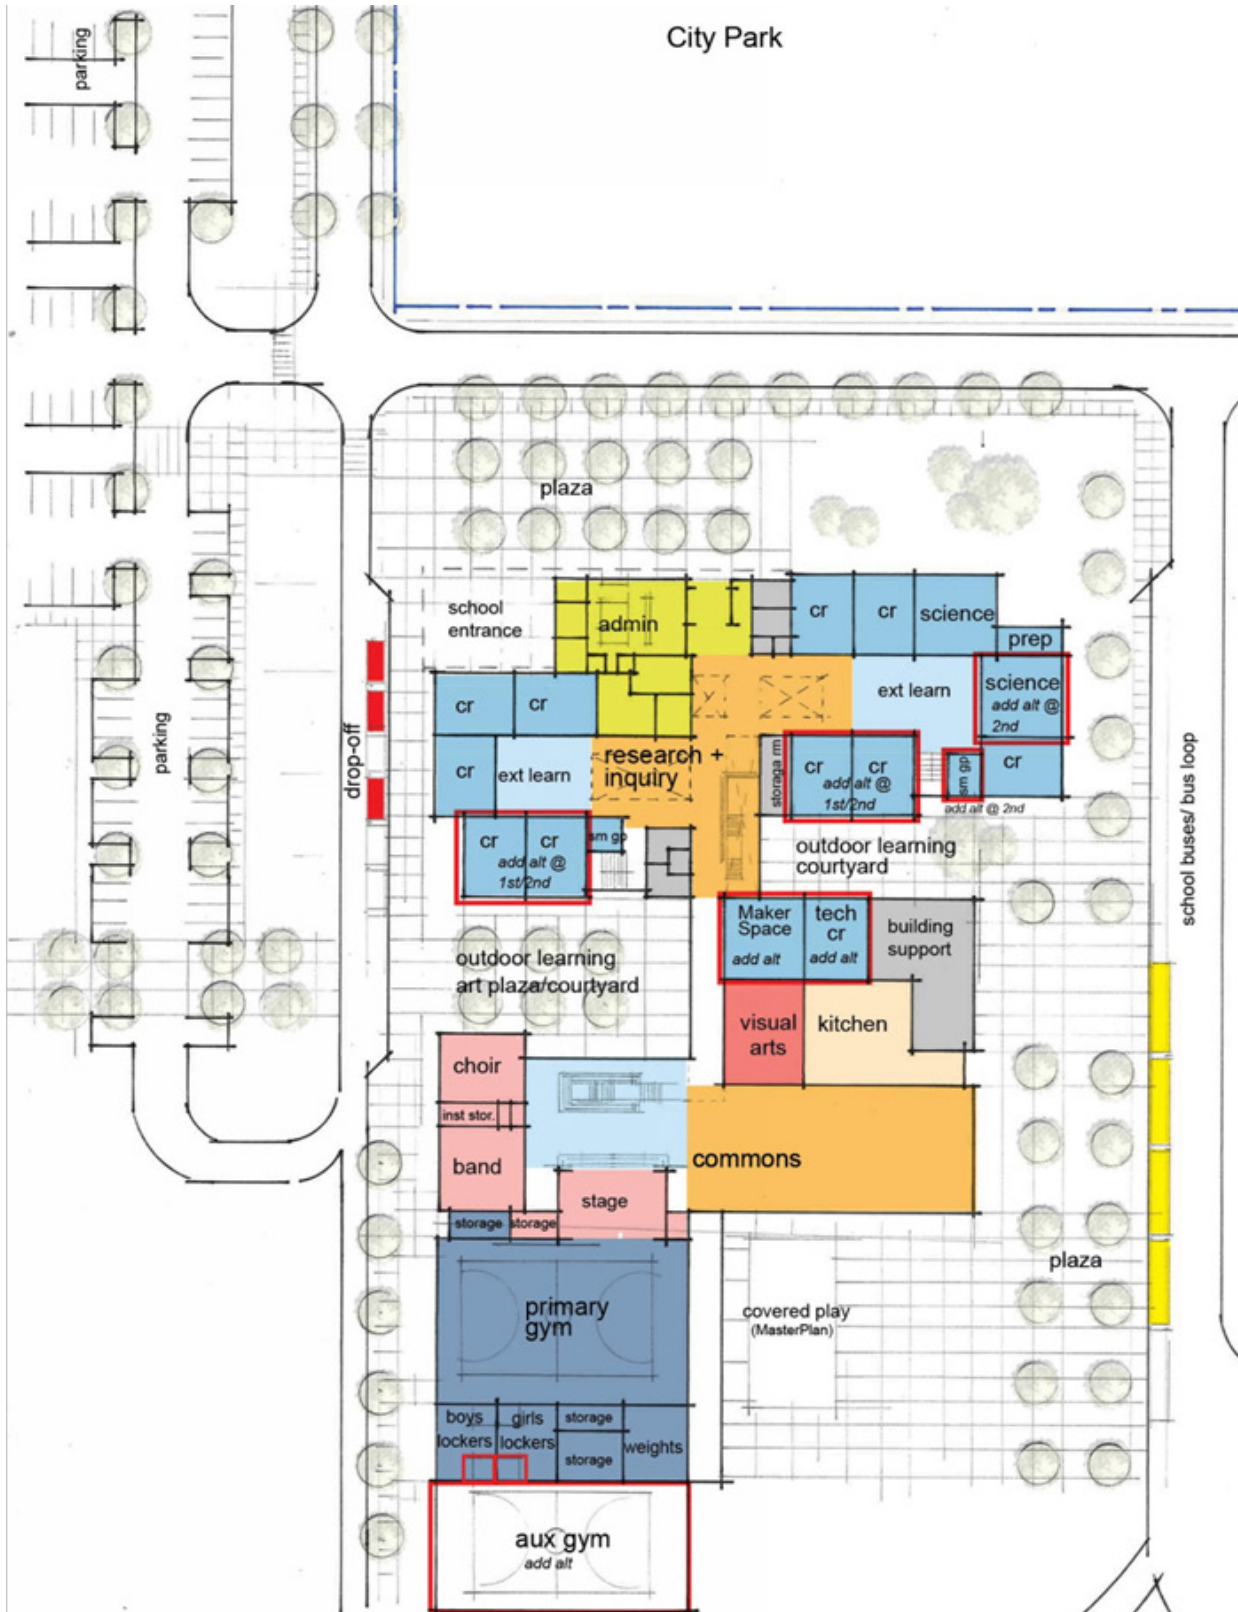 City Park
parking
plaza
school
entrance
admin
cr
cr
science
prep
cr
cr
ext learn
science
add alt @
2nd
drop-off
parking
cr
ext learn
research +
inquiry
storaga rm
cr
cr
add alt @
1st/2nd
sm gp
cr
add alt @ 2nd
cr
cr
add alt @
1st/2nd
sm gp
outdoor learning
courtyard
school buses/ bus loop
Maker
Space
add alt
tech
cr
add alt
building
support
outdoor learning
art plaza/courtyard
visual
arts
kitchen
choir
inst stor.
band
commons
stage
storage
storage
plaza
primary
gym
covered play
(MasterPlan)
boys
lockers
girls
lockers
storage
storage
weights
aux gym
add alt